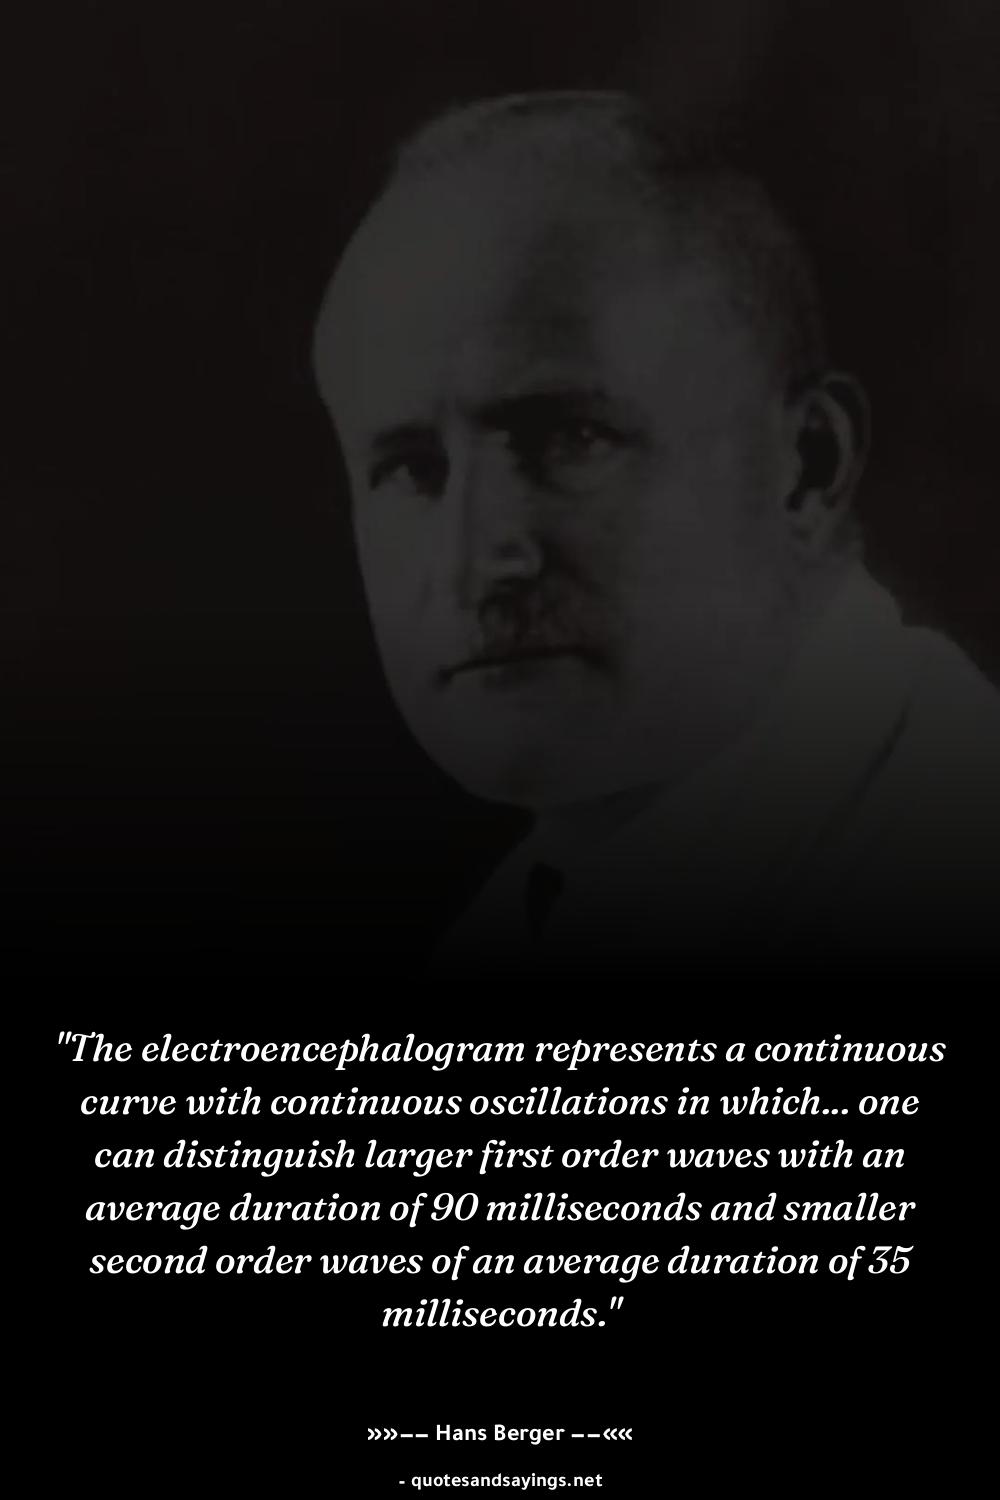 "The electroencephalogram represents a continuous
curve with continuous oscillations in which... one
can distinguish larger first order waves with an
average duration of 90 milliseconds and smaller
second order waves of an average duration of 35
milliseconds."
»»−− Hans Berger −−««
- quotesandsayings.net